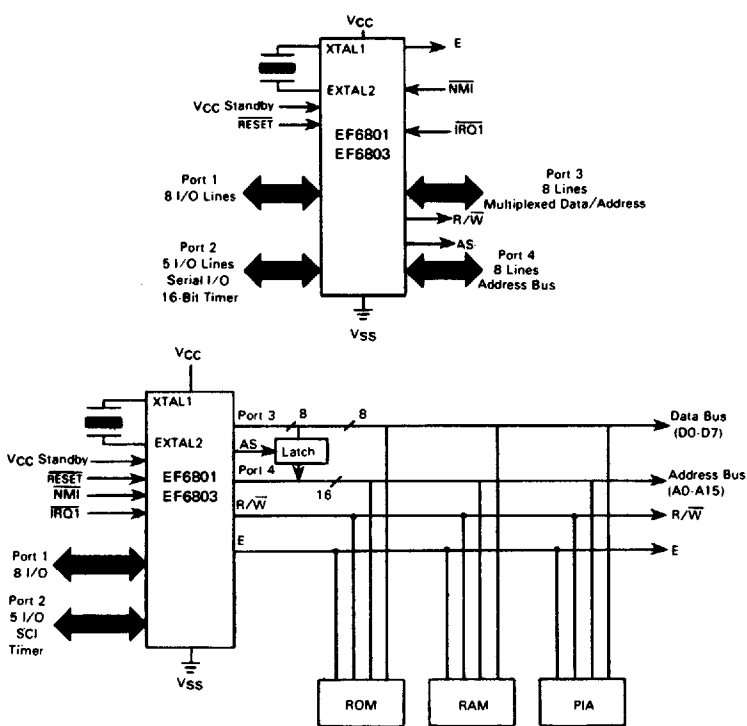 VCC
XTAL1
E
EXTAL2
NMI
VCC Standby
RESET
IRQ1
EF6801
EF6803
Port 1
8 I/O Lines
Port 3
8 Lines
Multiplexed Data/Address
R/W
AS
Port 2
5 I/O Lines
Serial I/O
16-Bit Timer
Port 4
8 Lines
Address Bus
VSS
VCC
XTAL1
EXTAL2
VCC Standby
RESET
NMI
IRQ1
EF6801
EF6803
Port 1
8 I/O
Port 2
5 I/O
SCI
Timer
VSS
Port 3
8
8
Data Bus
(D0-D7)
AS
Latch
Port 4
16
Address Bus
(A0-A15)
R/W
R/W
E
E
ROM
RAM
PIA